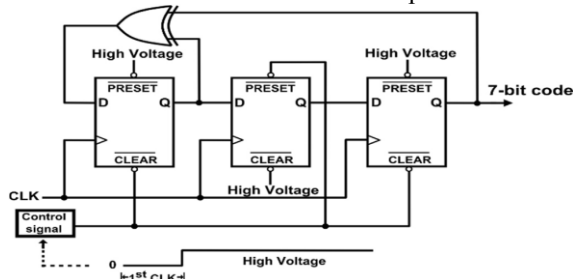 High Voltage
High Voltage
PRESET
PRESET
PRESET
D
Q
D
Q
D
Q
7-bit code
CLEAR
CLEAR
CLEAR
High Voltage
CLK
Control
signal
0
High Voltage
1st CLK